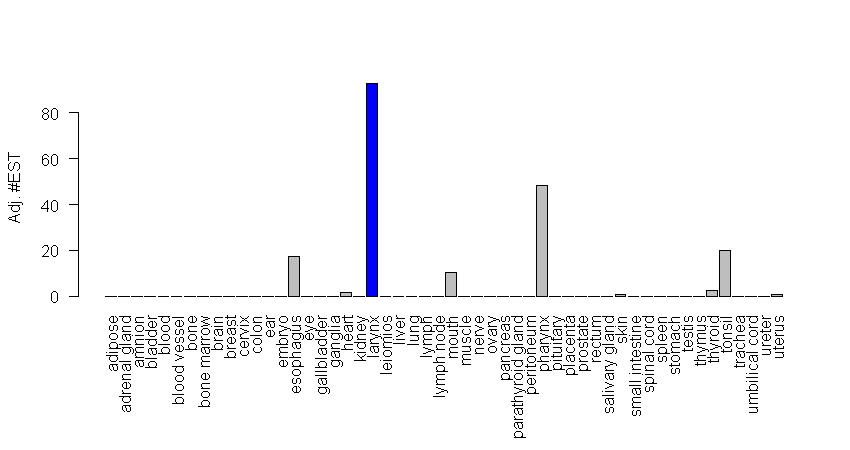 Adj. #EST
80
60
40
20
0
adipose
adrenal gland
amnion
bladder
blood
blood vessel
bone
bone marrow
brain
breast
cervix
colon
ear
embryo
esophagus
eye
gallbladder
ganglia
heart
kidney
larynx
leiomios
liver
lung
lymph
lymph node
mouth
muscle
nerve
ovary
pancreas
parathyroid gland
peritoneum
pharynx
pituitary
placenta
prostate
rectum
salivary gland
skin
small intestine
spinal cord
spleen
stomach
testis
thymus
thyroid
tonsil
trachea
umbilical cord
ureter
uterus